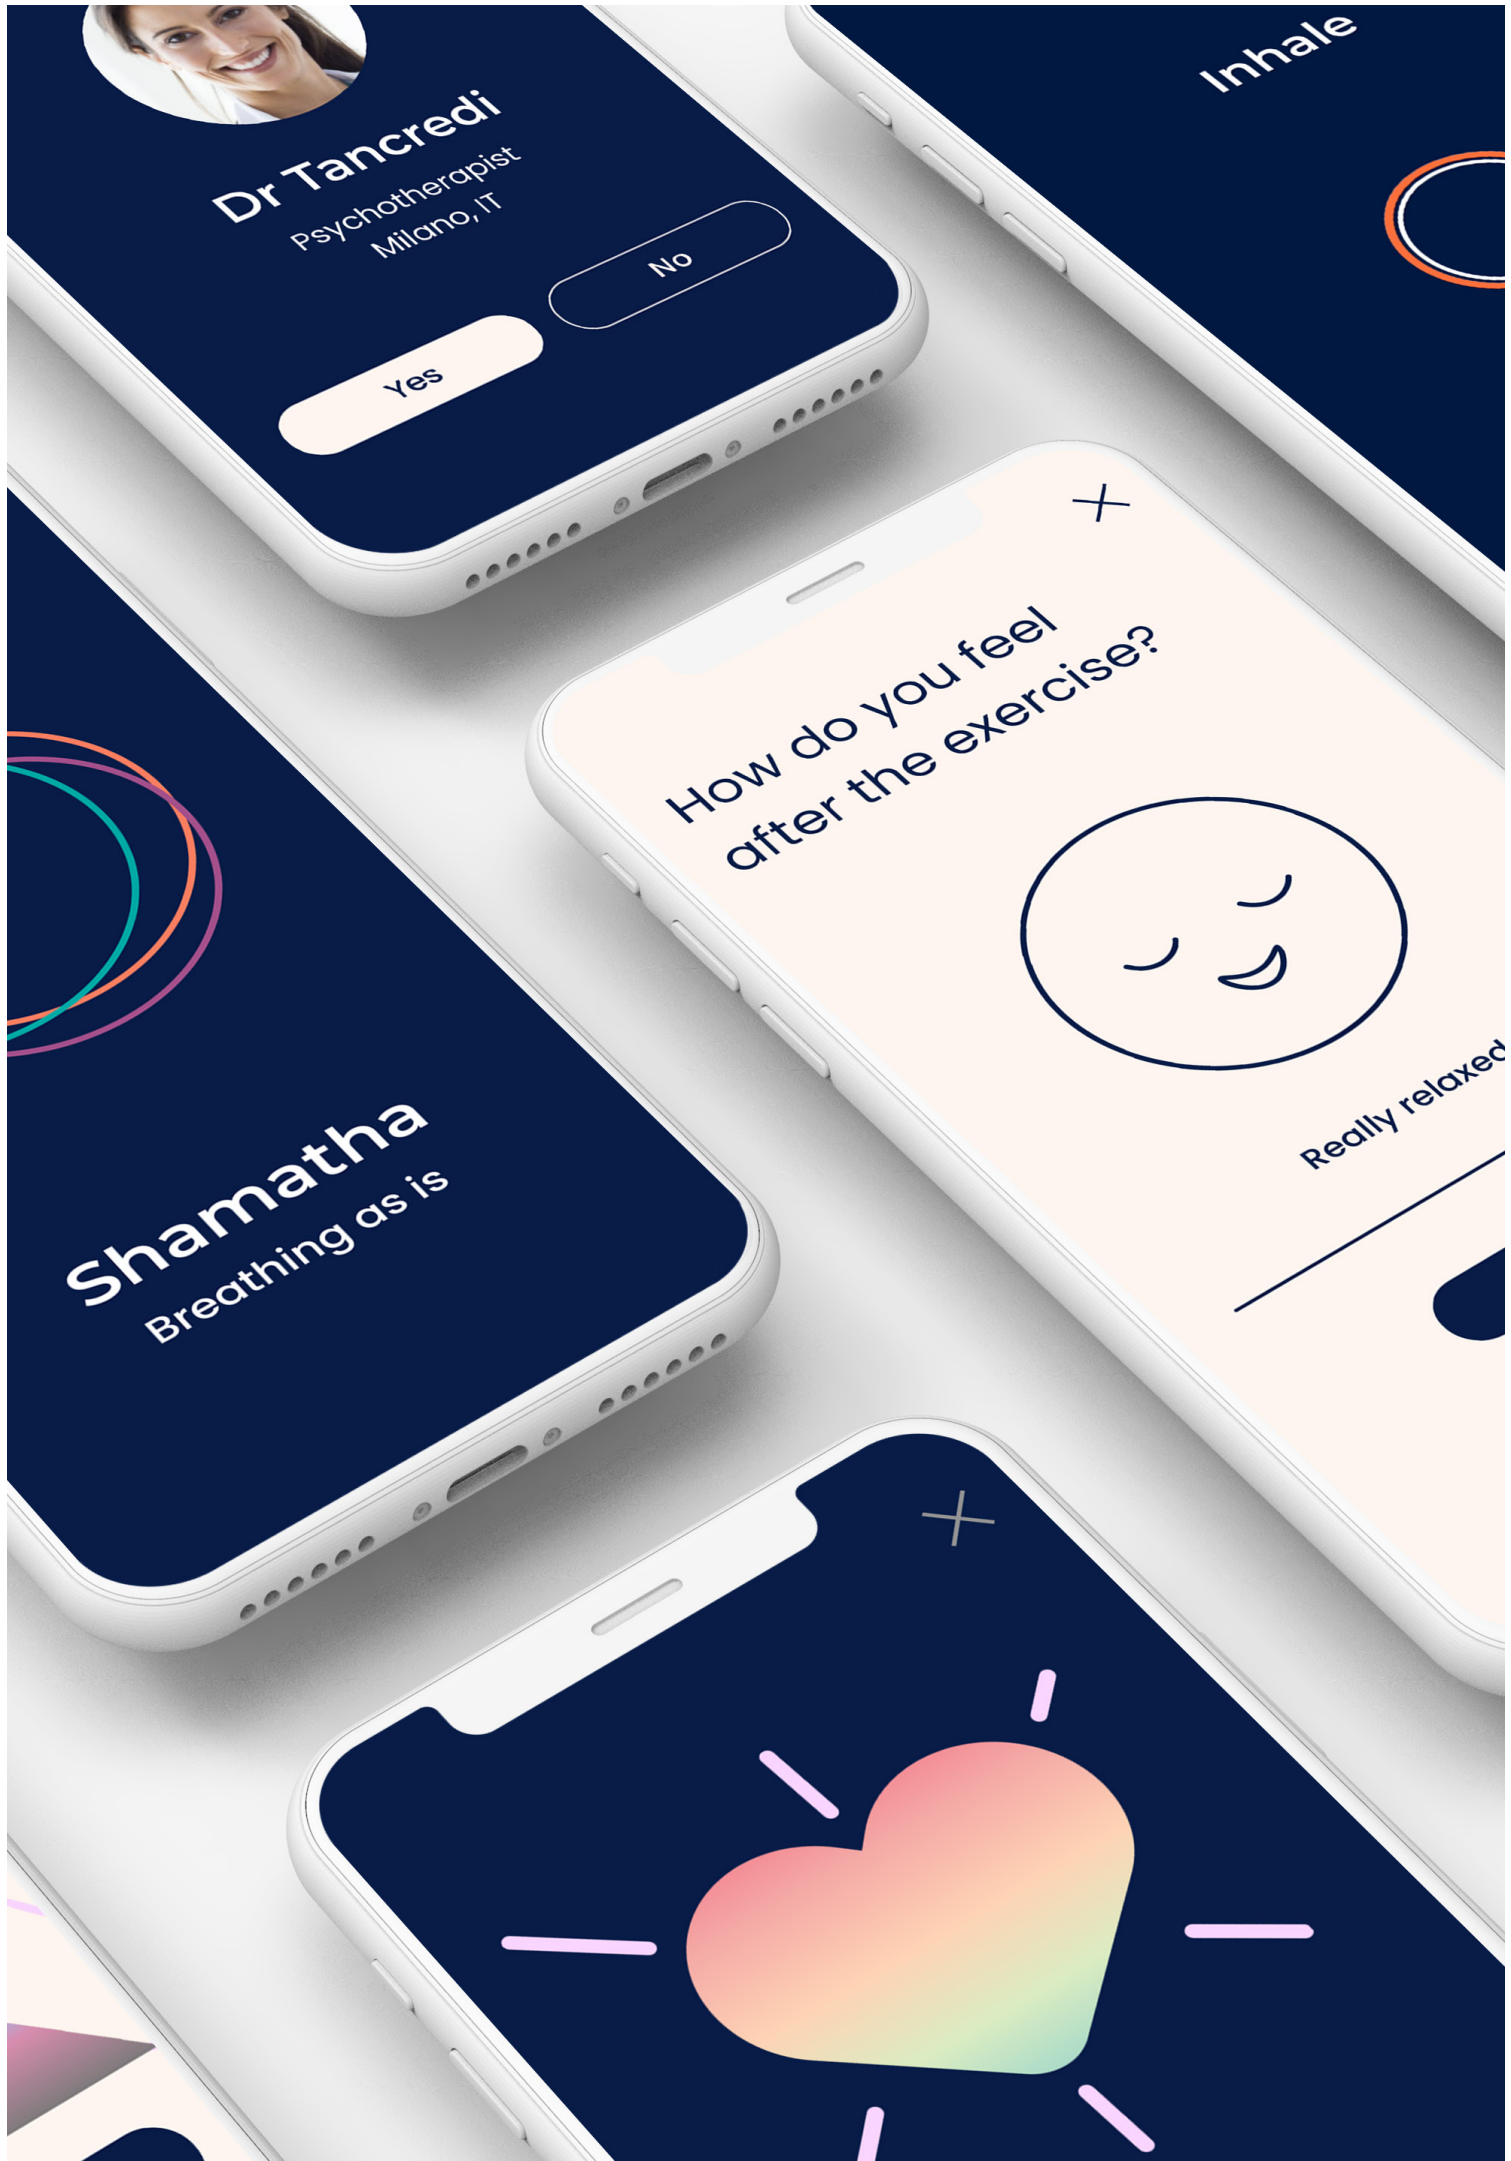 Dr Tancredi
Psychotherapist
Milano, IT
Yes
No
Inhale
How do you feel
after the exercise?
Really relaxed
Shamatha
Breathing as is